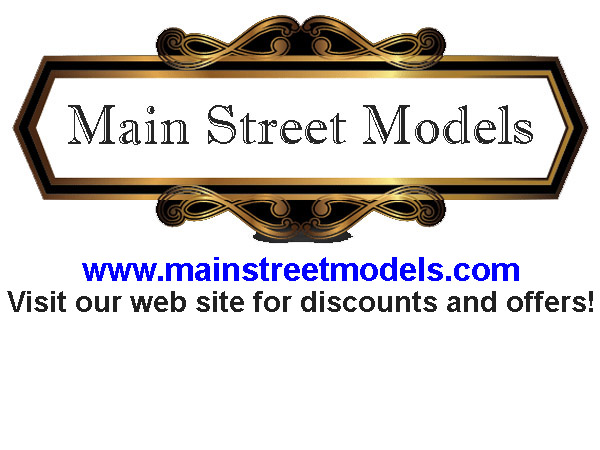 Main Street Models
www.mainstreetmodels.com
Visit our web site for discounts and offers!